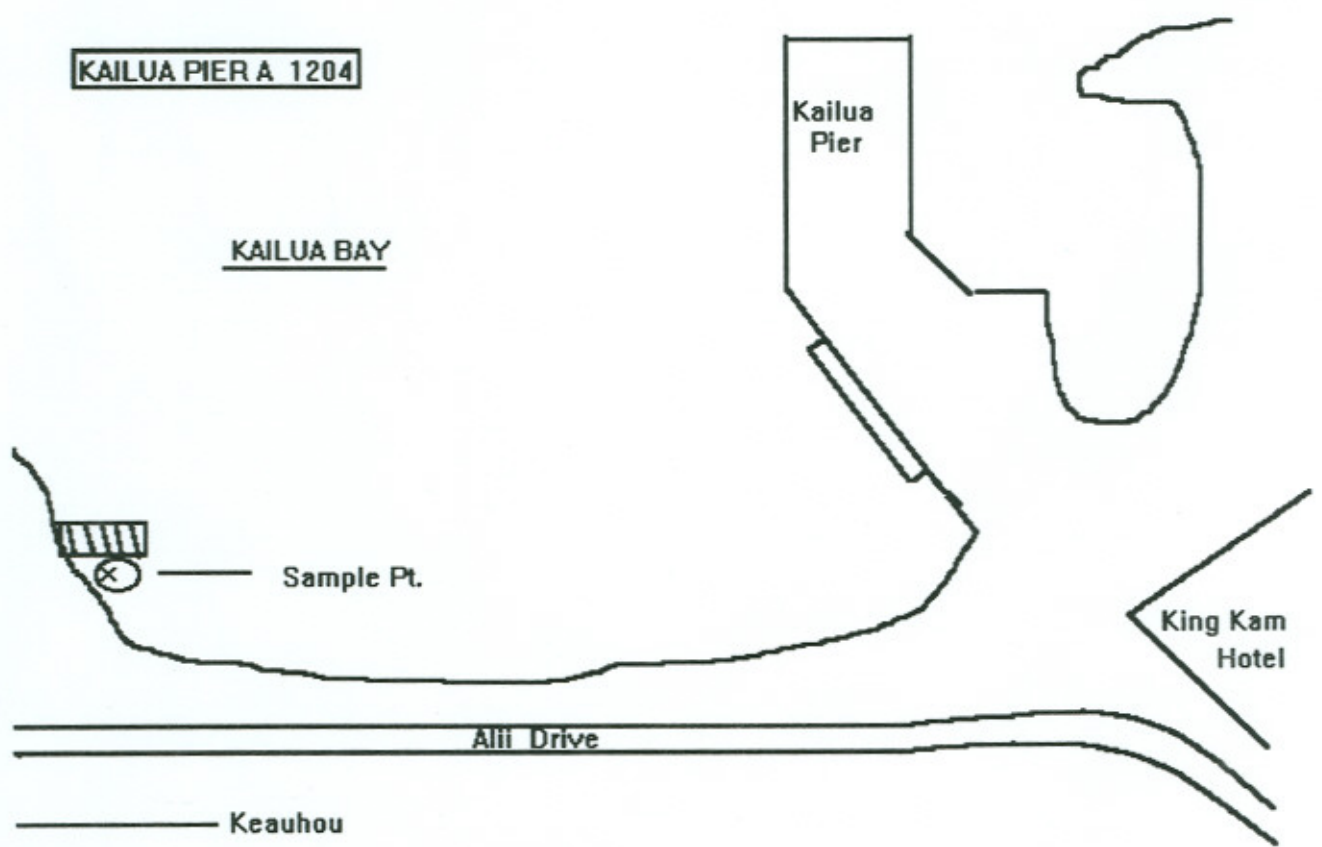 KAILUA PIER A 1204
Kailua
Pier
KAILUA BAY
Sample Pt.
King Kam
Hotel
Alii Drive
Keauhou